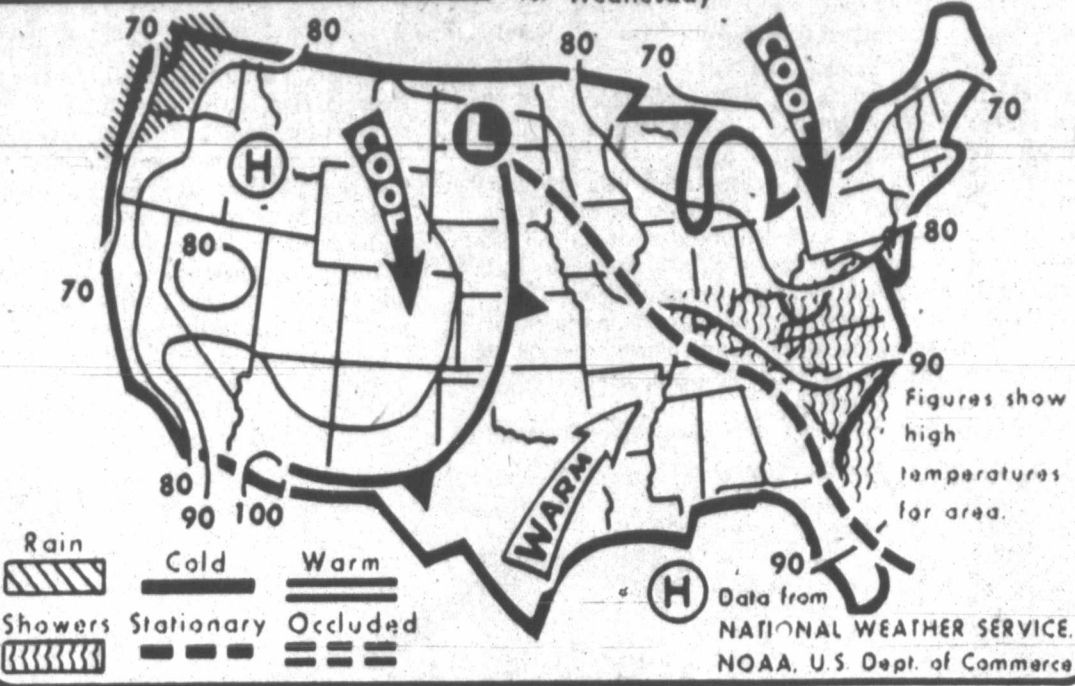 Wednesday
70
80
80
70
COOL
70
H
COOL
L
80
80
70
90
Figures show
high
temperatures
for area.
80
90
100
WARM
90
Rain
Cold
Warm
H
Data from
Showers
Stationary
Occluded
NATIONAL WEATHER SERVICE,
NOAA, U.S. Dept. of Commerce